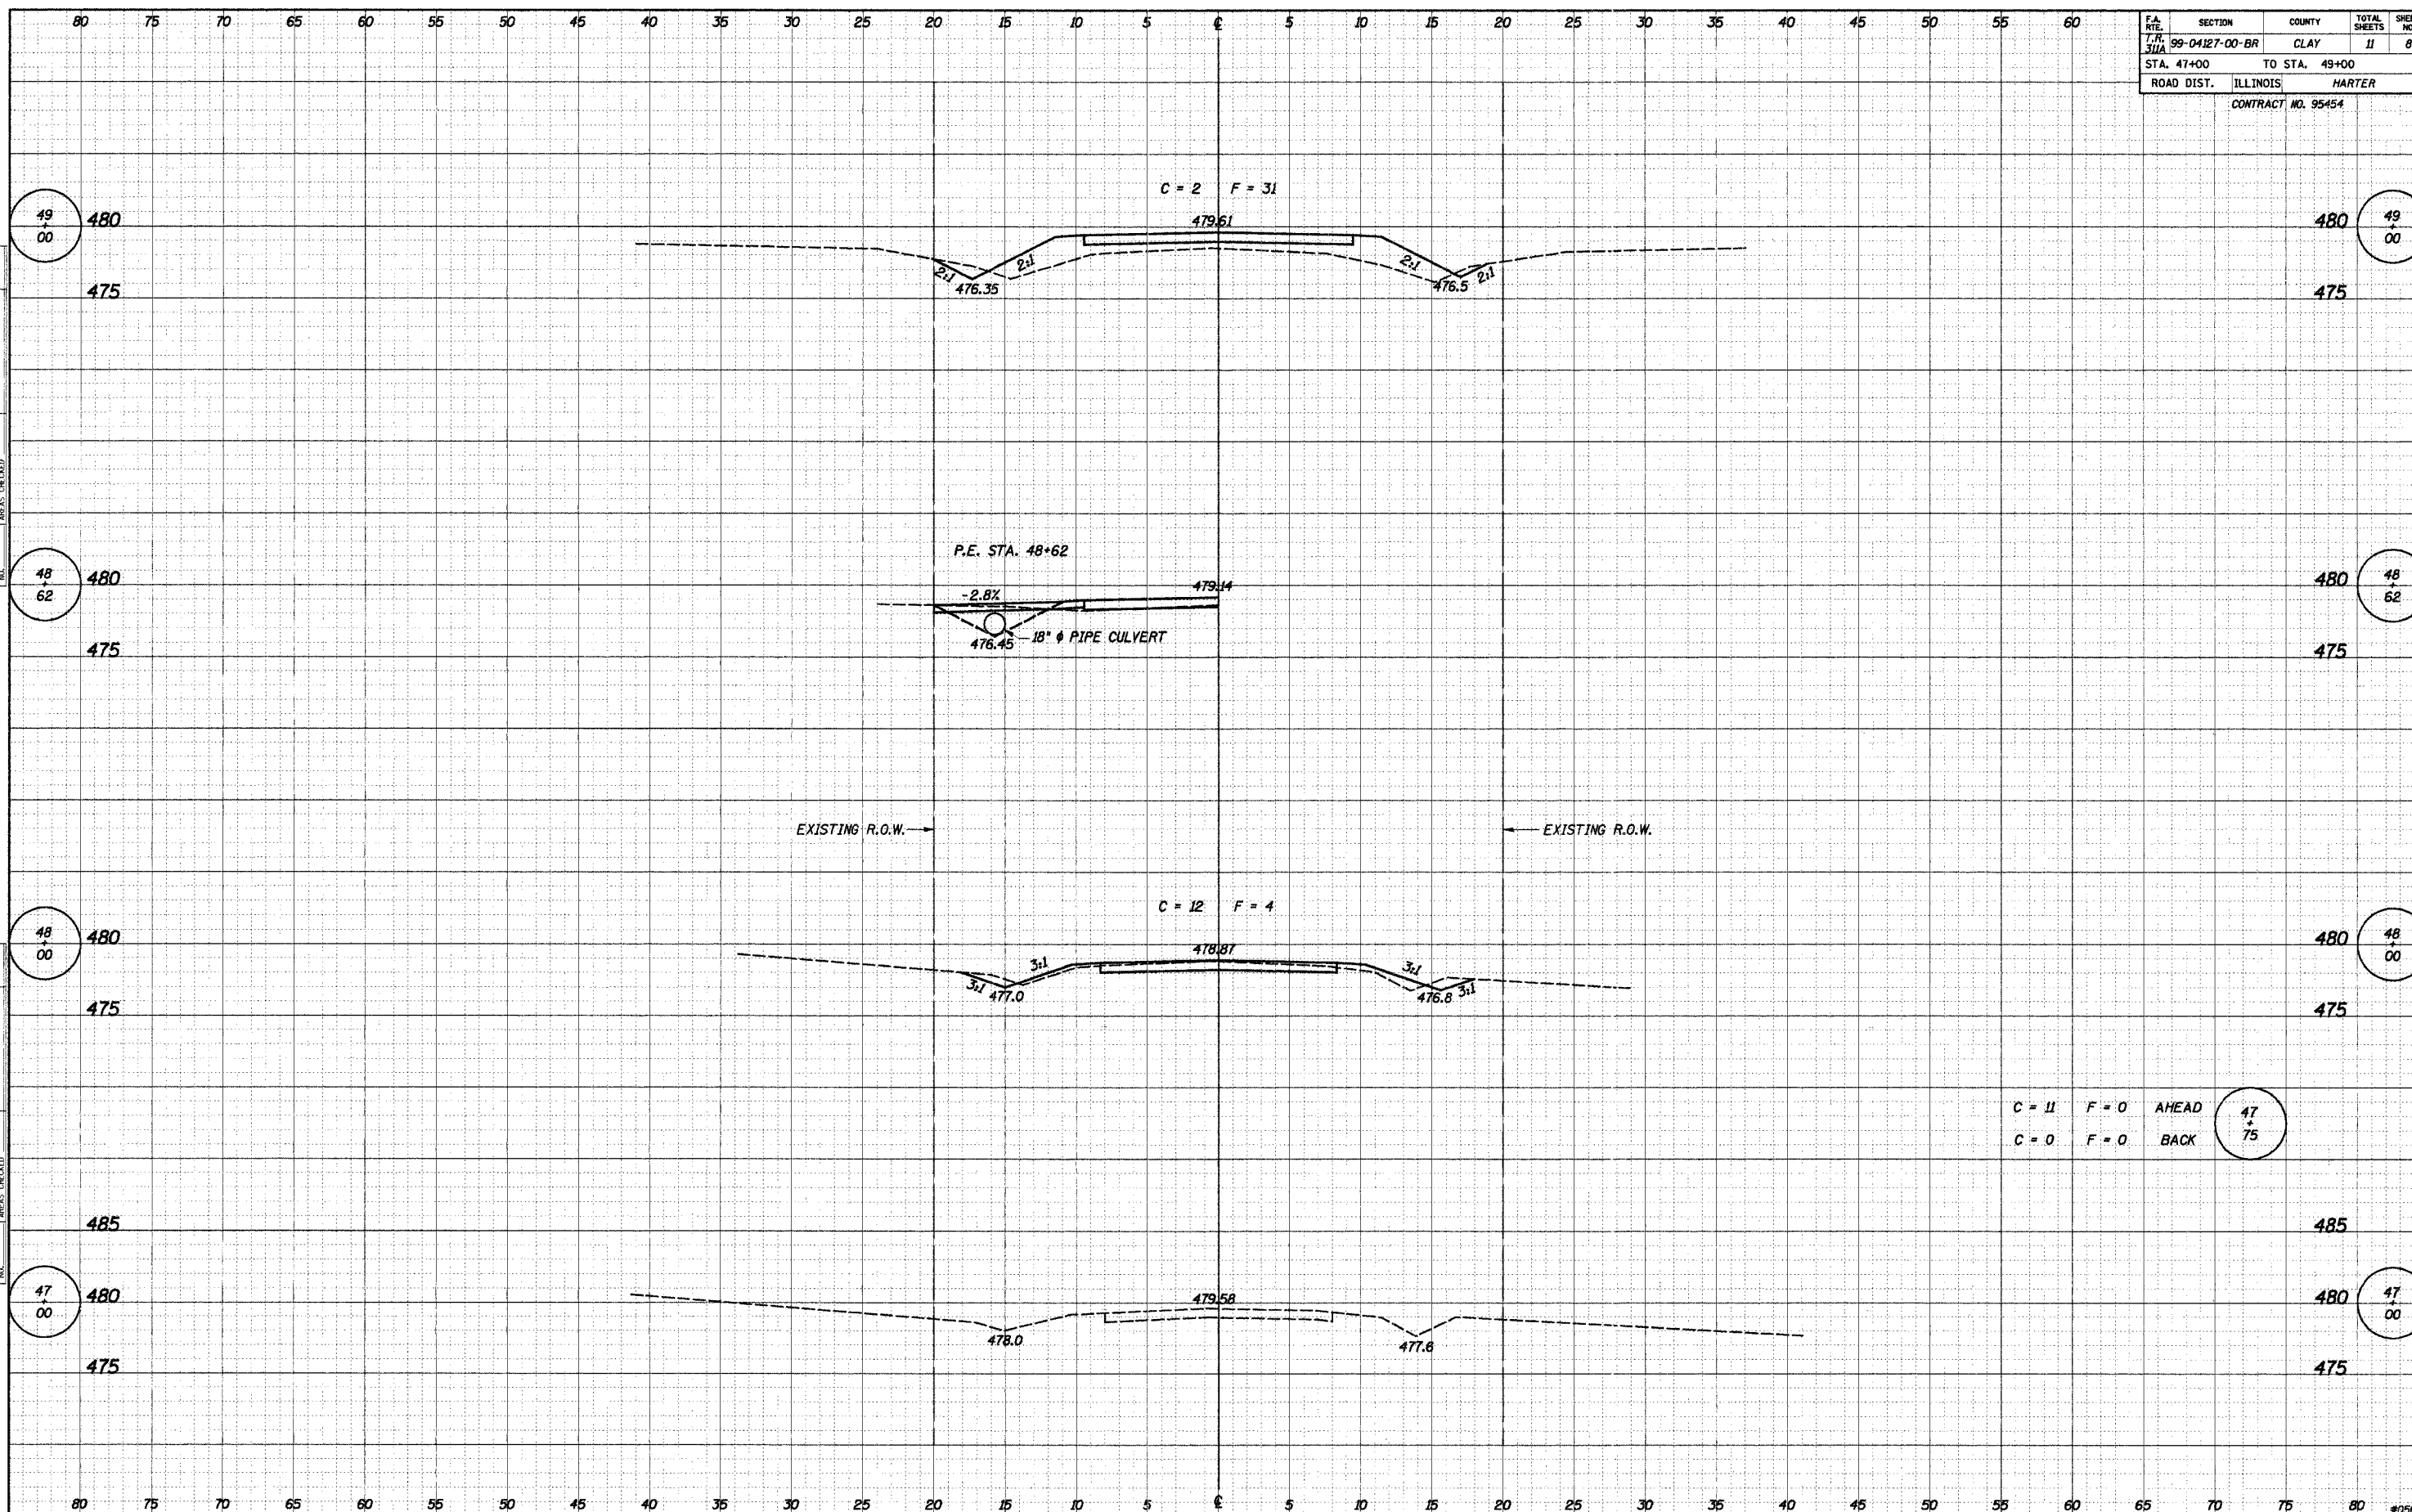 80 75 70 65 60 55 50 45 40 35 30 25 20 15 10 5 ℄ 5 10 15 20 25 30 35 40 45 50 55 60
F.A. RTE. SECTION COUNTY TOTAL SHEETS
T.R. 311A 99-04127-00-BR CLAY 11 8
STA. 47+00 TO STA. 49+00
ROAD DIST. ILLINOIS HARTER
CONTRACT NO. 95454
C = 2 F = 31
49 + 00 480 479.61 480 49 + 00
2:1 2:1 2:1 2:1
476.35 476.5
475 475
P.E. STA. 48+62
48 + 62 480 479.14 480 48 + 62
-2.8%
18" φ PIPE CULVERT
476.45
475 475
EXISTING R.O.W. EXISTING R.O.W.
C = 12 F = 4
48 + 00 480 478.87 480 48 + 00
3:1 3:1
3:1 477.0 476.8 3:1
475 475
C = 11 F = 0 AHEAD 47 + 75
C = 0 F = 0 BACK
485 485
47 + 00 480 479.58 480 47 + 00
478.0 477.6
475 475
80 75 70 65 60 55 50 45 40 35 30 25 20 15 10 5 ℄ 5 10 15 20 25 30 35 40 45 50 55 60 65 70 75 80
AREAS CHECKED
NO.
AREAS CHECKED
NO.